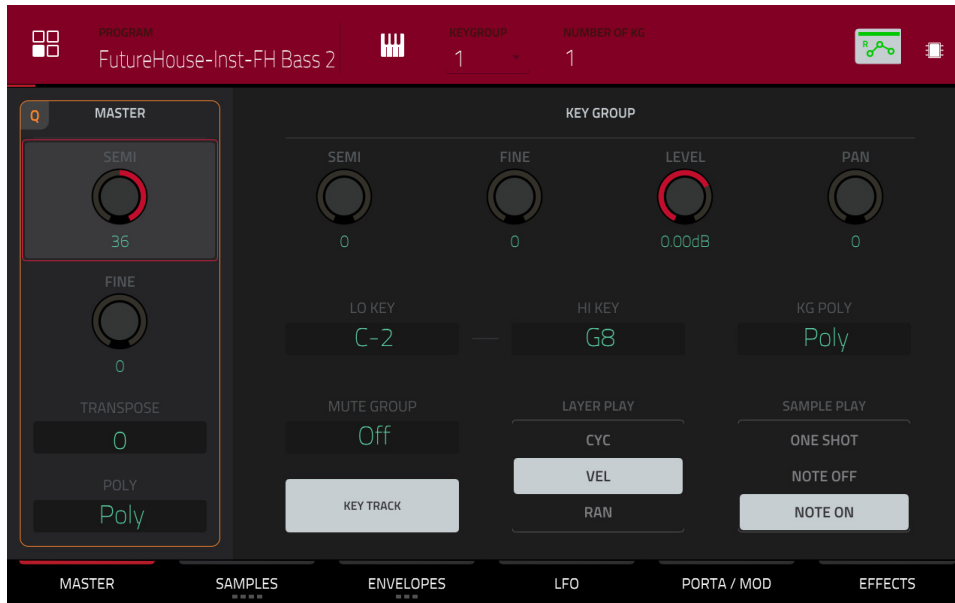 PROGRAM
FutureHouse-Inst-FH Bass 2
KEYGROUP
1
NUMBER OF KG
1
R
Q
MASTER
SEMI
36
FINE
0
TRANSPOSE
0
POLY
Poly
KEY GROUP
SEMI FINE LEVEL PAN
0 0 0.00dB 0
LO KEY HI KEY KG POLY
C-2 — G8 Poly
MUTE GROUP
Off
KEY TRACK
LAYER PLAY
CYC
VEL
RAN
SAMPLE PLAY
ONE SHOT
NOTE OFF
NOTE ON
MASTER SAMPLES ENVELOPES LFO PORTA / MOD EFFECTS